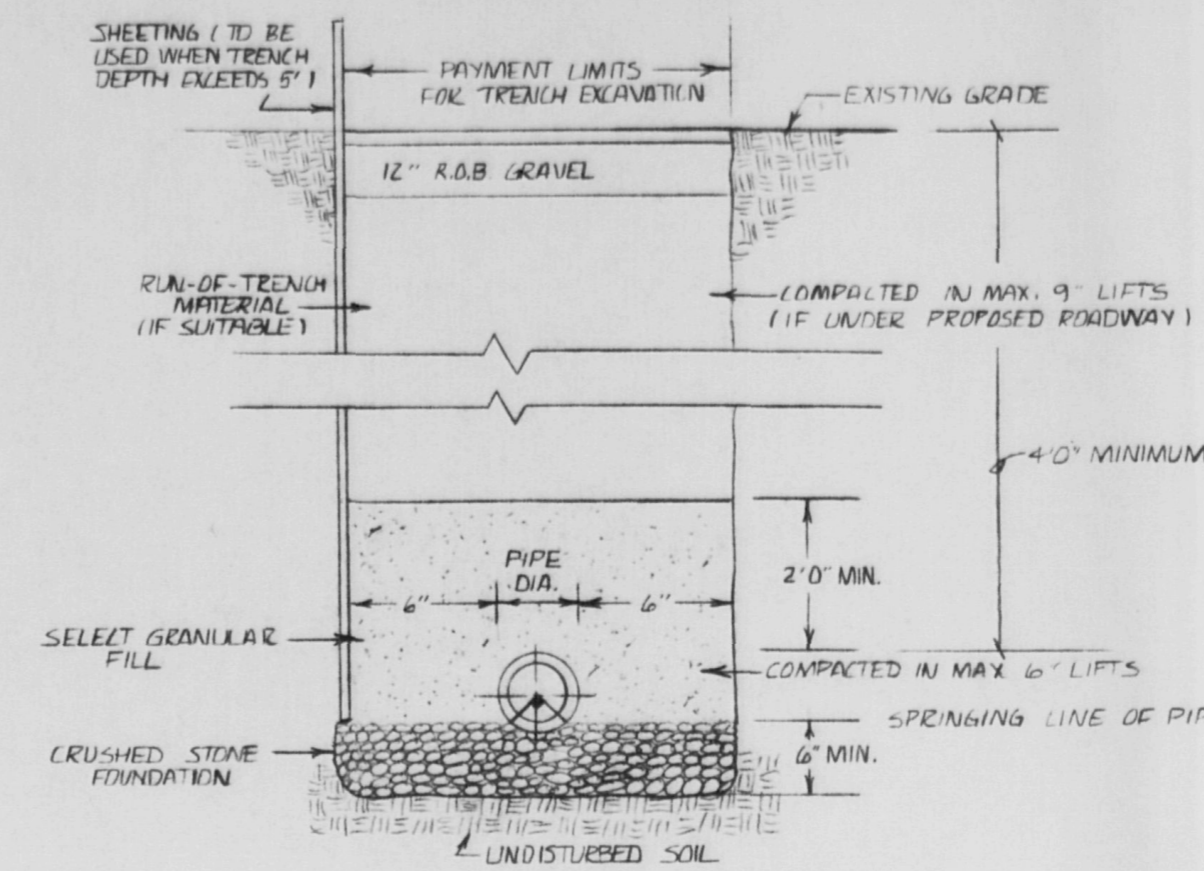 SHEETING (TO BE
USED WHEN TRENCH
DEPTH EXCEEDS 5')
PAYMENT LIMITS
FOR TRENCH EXCAVATION
EXISTING GRADE
12" R.O.B. GRAVEL
RUN-OF-TRENCH
MATERIAL
(IF SUITABLE)
COMPACTED IN MAX. 9" LIFTS
(IF UNDER PROPOSED ROADWAY)
4'0" MINIMUM
2'0" MIN.
PIPE
DIA.
6"
6"
SELECT GRANULAR
FILL
COMPACTED IN MAX 6" LIFTS
SPRINGING LINE OF PIP
CRUSHED STONE
FOUNDATION
6" MIN.
UNDISTURBED SOIL